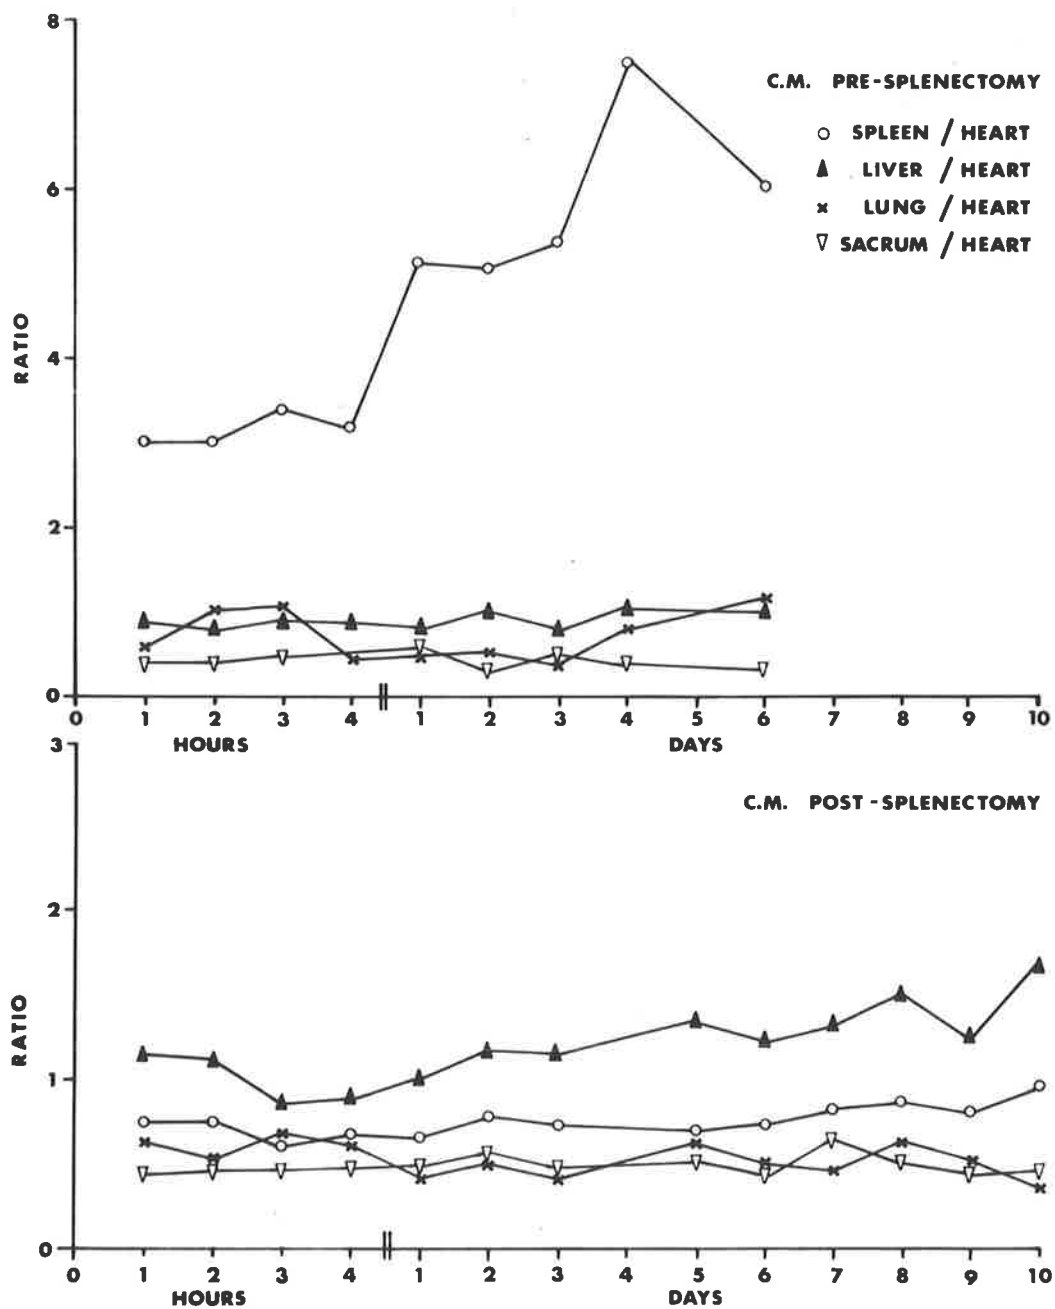 8
C.M. PRE-SPLENECTOMY
SPLEEN / HEART
LIVER / HEART
LUNG / HEART
SACRUM / HEART
6
4
2
0
RATIO
0 1 2 3 4 1 2 3 4 5 6 7 8 9 10
HOURS DAYS
3
C.M. POST-SPLENECTOMY
2
1
0
RATIO
0 1 2 3 4 1 2 3 4 5 6 7 8 9 10
HOURS DAYS